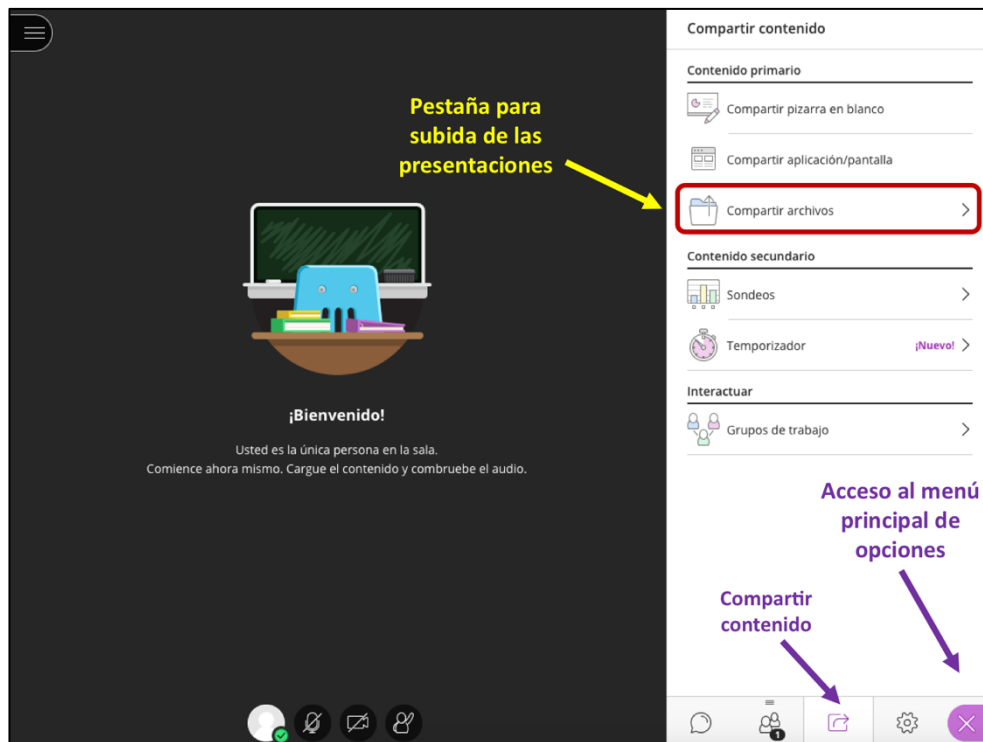 Compartir contenido
Contenido primario
Compartir pizarra en blanco
Compartir aplicación/pantalla
Compartir archivos
Contenido secundario
Sondeos
Temporizador ¡Nuevo!
Interactuar
Grupos de trabajo
Pestaña para
subida de las
presentaciones
¡Bienvenido!
Usted es la única persona en la sala.
Comience ahora mismo. Cargue el contenido y combruebe el audio.
Acceso al menú
principal de
opciones
Compartir
contenido
1